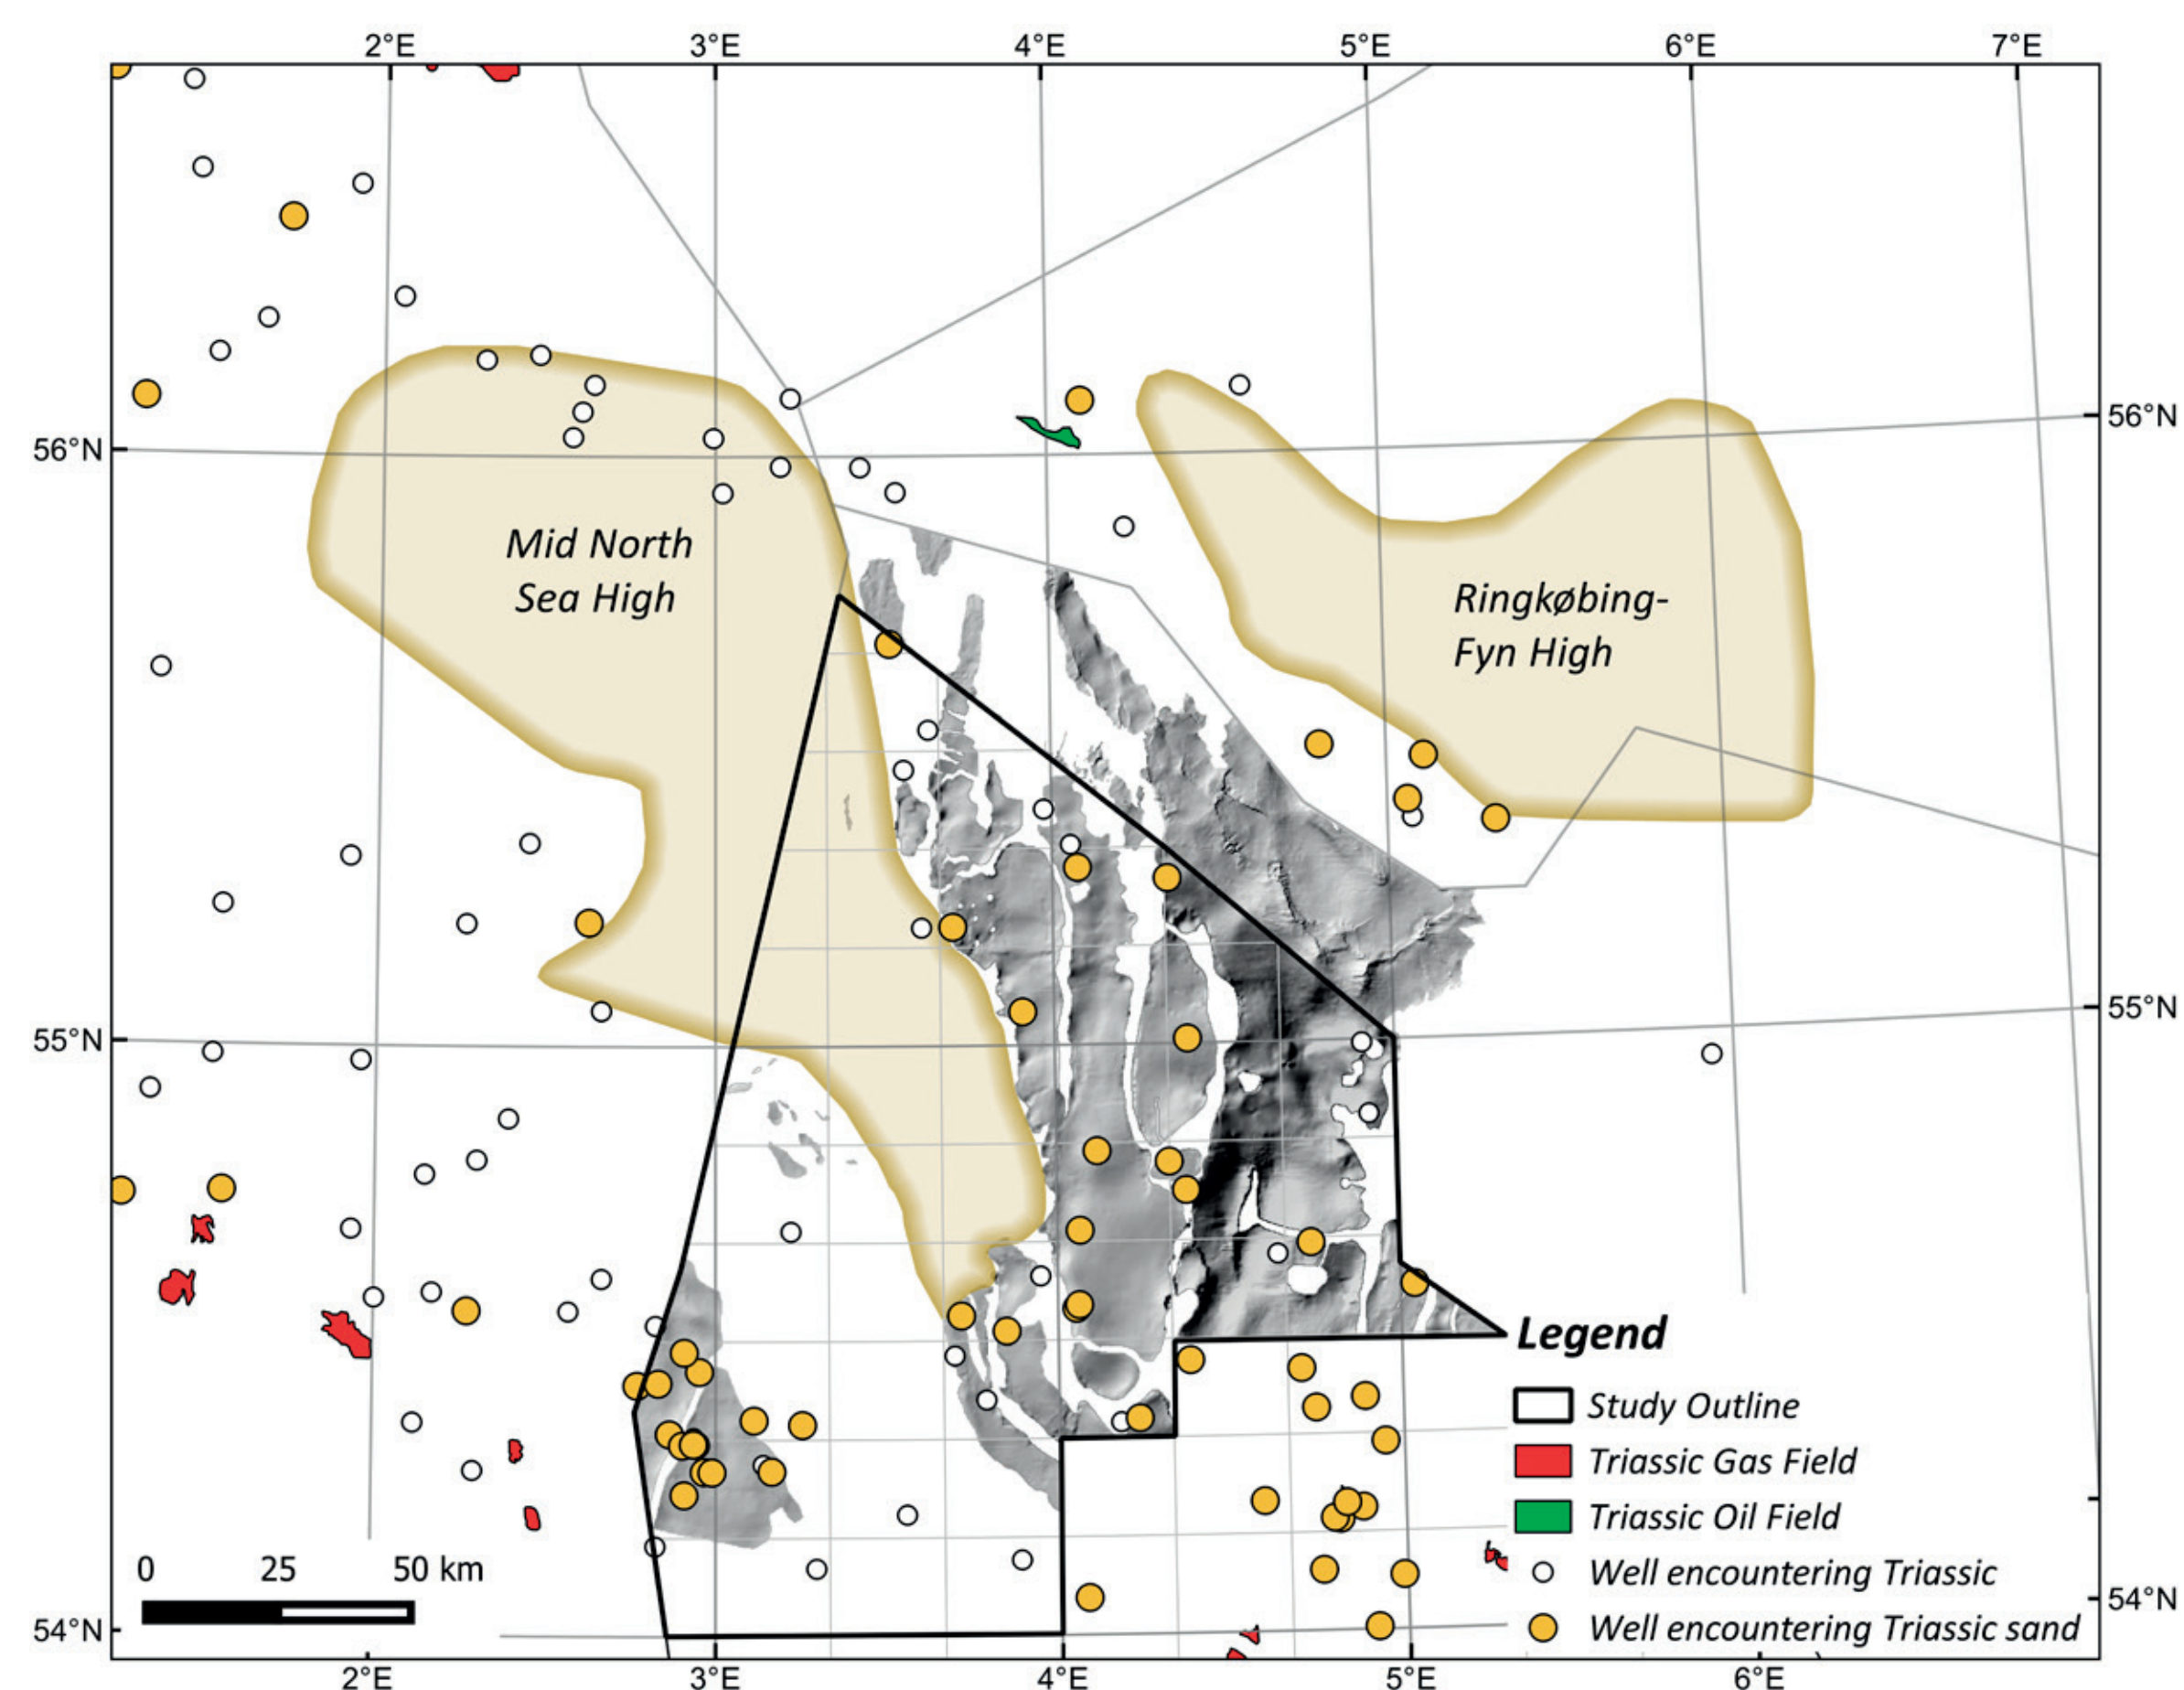 2°E 3°E 4°E 5°E 6°E 7°E
56°N 56°N
Mid North
Sea High
Ringkøbing-
Fyn High
55°N 55°N
Legend
Study Outline
Triassic Gas Field
Triassic Oil Field
0 25 50 km
Well encountering Triassic
54°N 54°N
Well encountering Triassic sand
2°E 3°E 4°E 5°E 6°E